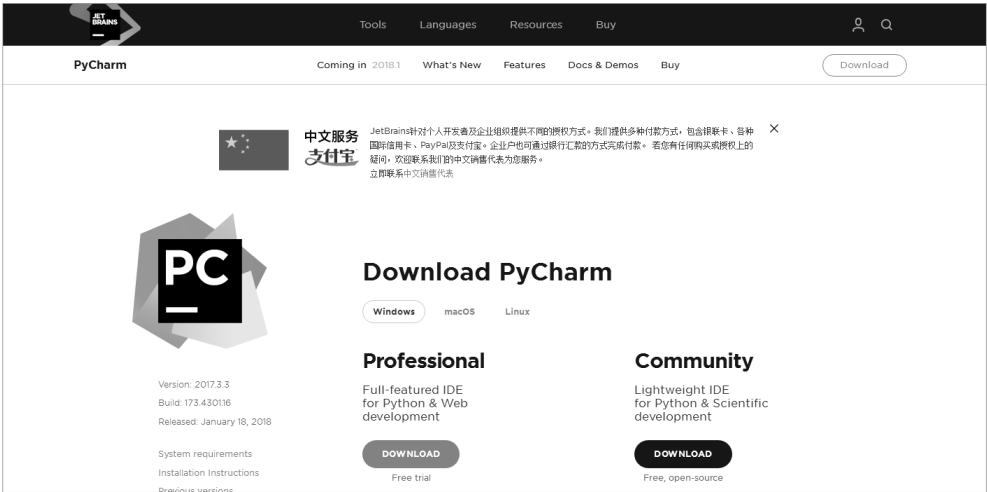 JET
BRAINS
Tools Languages Resources Buy
PyCharm Coming in 2018.1 What's New Features Docs & Demos Buy Download
中文服务
支付宝
JetBrains针对个人开发者及企业组织提供不同的授权方式。我们提供多种付款方式，包含银联卡、各种
国际信用卡、PayPal及支付宝。企业户也可通过银行汇款的方式完成付款。 若您有任何购买或授权上的
疑问，欢迎联系我们的中文销售代表为您服务。
立即联系中文销售代表
PC
Download PyCharm
Windows macOS Linux
Professional
Full-featured IDE
for Python & Web
development
DOWNLOAD
Free trial
Community
Lightweight IDE
for Python & Scientific
development
DOWNLOAD
Free, open-source
Version: 2017.3.3
Build: 173.4301.16
Released: January 18, 2018
System requirements
Installation Instructions
Previous versions